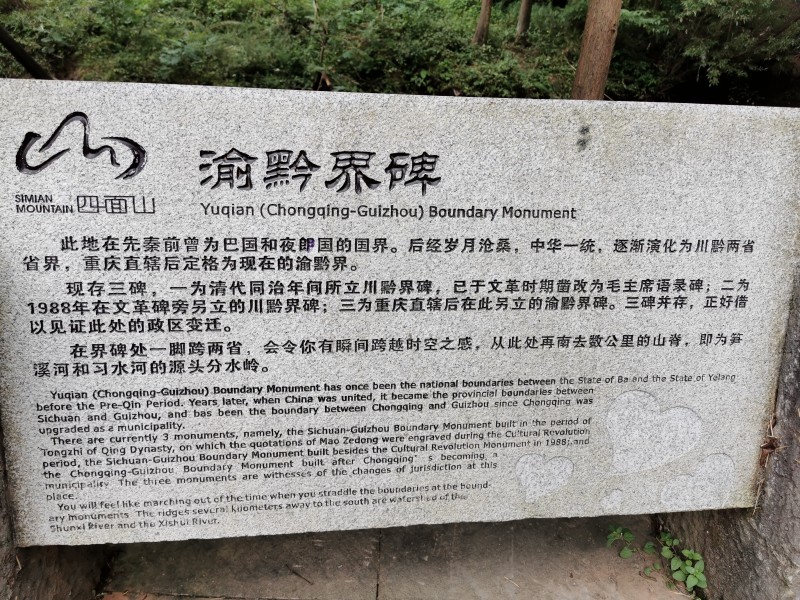 渝黔界碑
SIMIAN
MOUNTAIN 四面山
Yuqian (Chongqing-Guizhou) Boundary Monument
此地在先秦前曾为巴国和夜郎国的国界。后经岁月沧桑，中华一统，逐渐演化为川黔两省
省界，重庆直辖后定格为现在的渝黔界。
现存三碑，一为清代同治年间所立川黔界碑，已于文革时期凿改为毛主席语录碑；二为
1988年在文革碑旁另立的川黔界碑；三为重庆直辖后在此另立的渝黔界碑。三碑并存，正好借
以见证此处的政区变迁。
在界碑处一脚跨两省，会令你有瞬间跨越时空之感，从此处再南去数公里的山脊，即为笋
溪河和习水河的源头分水岭。
Yuqian (Chongqing-Guizhou) Boundary Monument has once been the national boundaries between the State of Ba and the State of Yelang
before the Pre-Qin Period. Years later, when China was united, it became the provincial boundaries between
Sichuan and Guizhou, and bas been the boundary between Chongqing and Guizhou since Chongqing was
upgraded as a municipality.
There are currently 3 monuments, namely, the Sichuan-Guizhou Boundary Monument built in the period of
Tongzhi of Qing Dynasty, on which the quotations of Mao Zedong were engraved during the Cultural Revolution
period, the Sichuan-Guizhou Boundary Monument built besides the Cultural Revolution Monument in 1988; and
the Chongqing-Guizhou Boundary Monument built after Chongqing's becoming a
municipality. The three monuments are witnesses of the changes of jurisdiction at this
place.
You will feel like marching out of the time when you straddle the boundaries at the bound-
ary monuments. The ridges several kuometers away to the south are watershed of the
Shunxi River and the Xishui River.